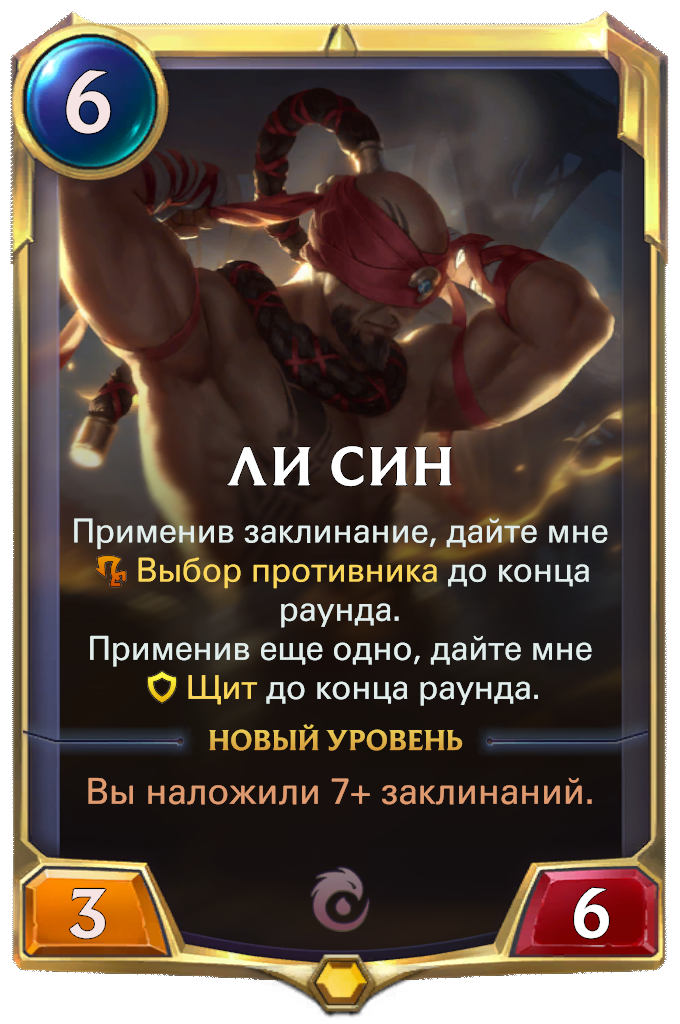 6
ЛИ СИН
Применив заклинание, дайте мне
Выбор противника до конца
раунда.
Применив еще одно, дайте мне
Щит до конца раунда.
НОВЫЙ УРОВЕНЬ
Вы наложили 7+ заклинаний.
3
6